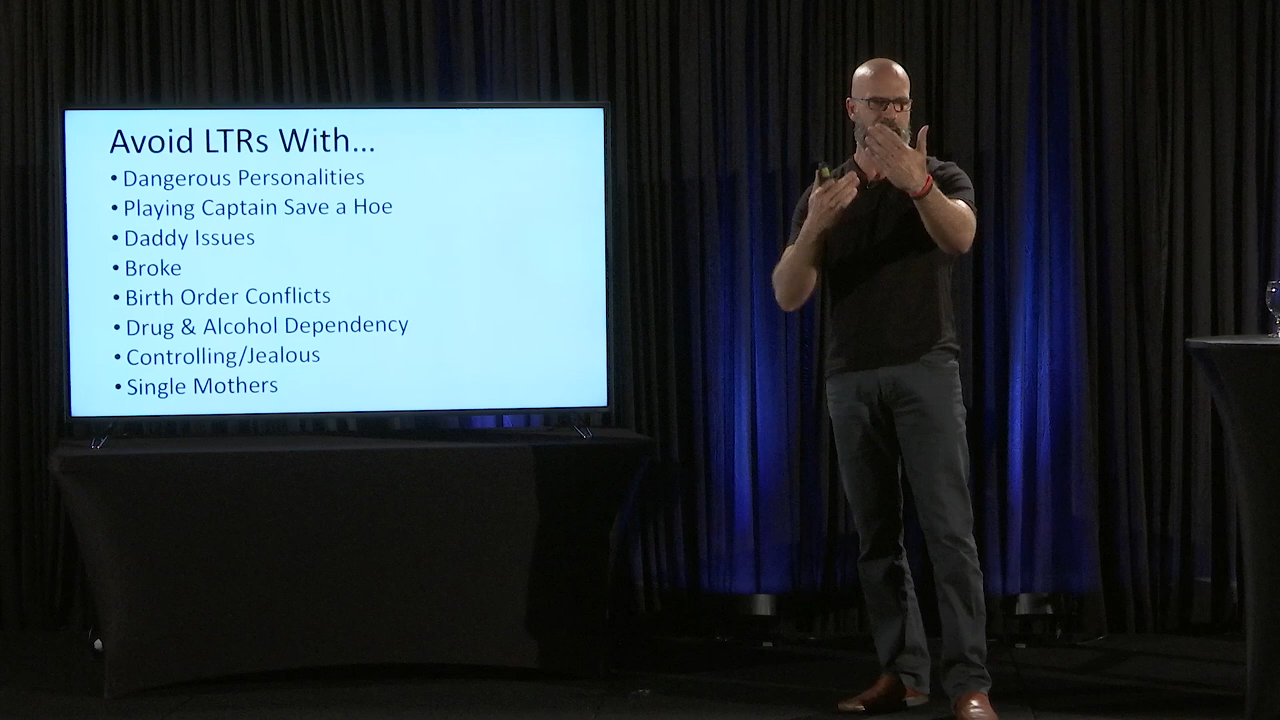 Avoid LTRs With...
• Dangerous Personalities
• Playing Captain Save a Hoe
• Daddy Issues
• Broke
• Birth Order Conflicts
• Drug & Alcohol Dependency
• Controlling/Jealous
• Single Mothers